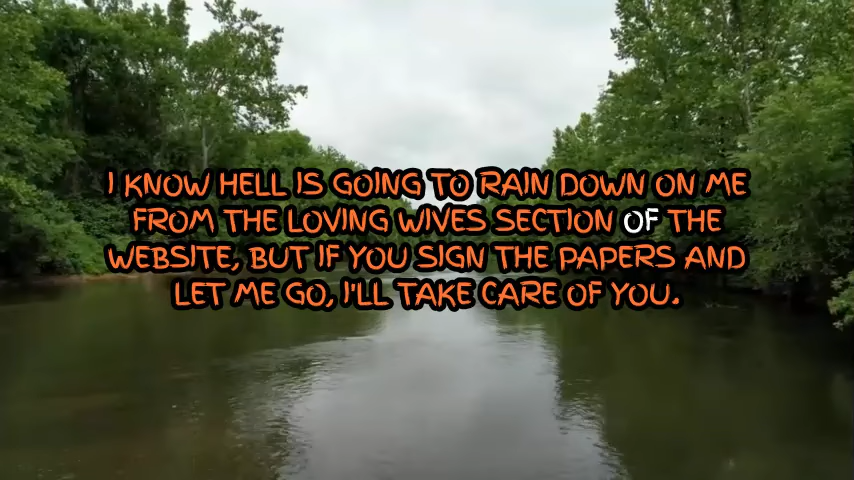 I KNOW HELL IS GOING TO RAIN DOWN ON ME
FROM THE LOVING WIVES SECTION OF THE
WEBSITE, BUT IF YOU SIGN THE PAPERS AND
LET ME GO, I'LL TAKE CARE OF YOU.